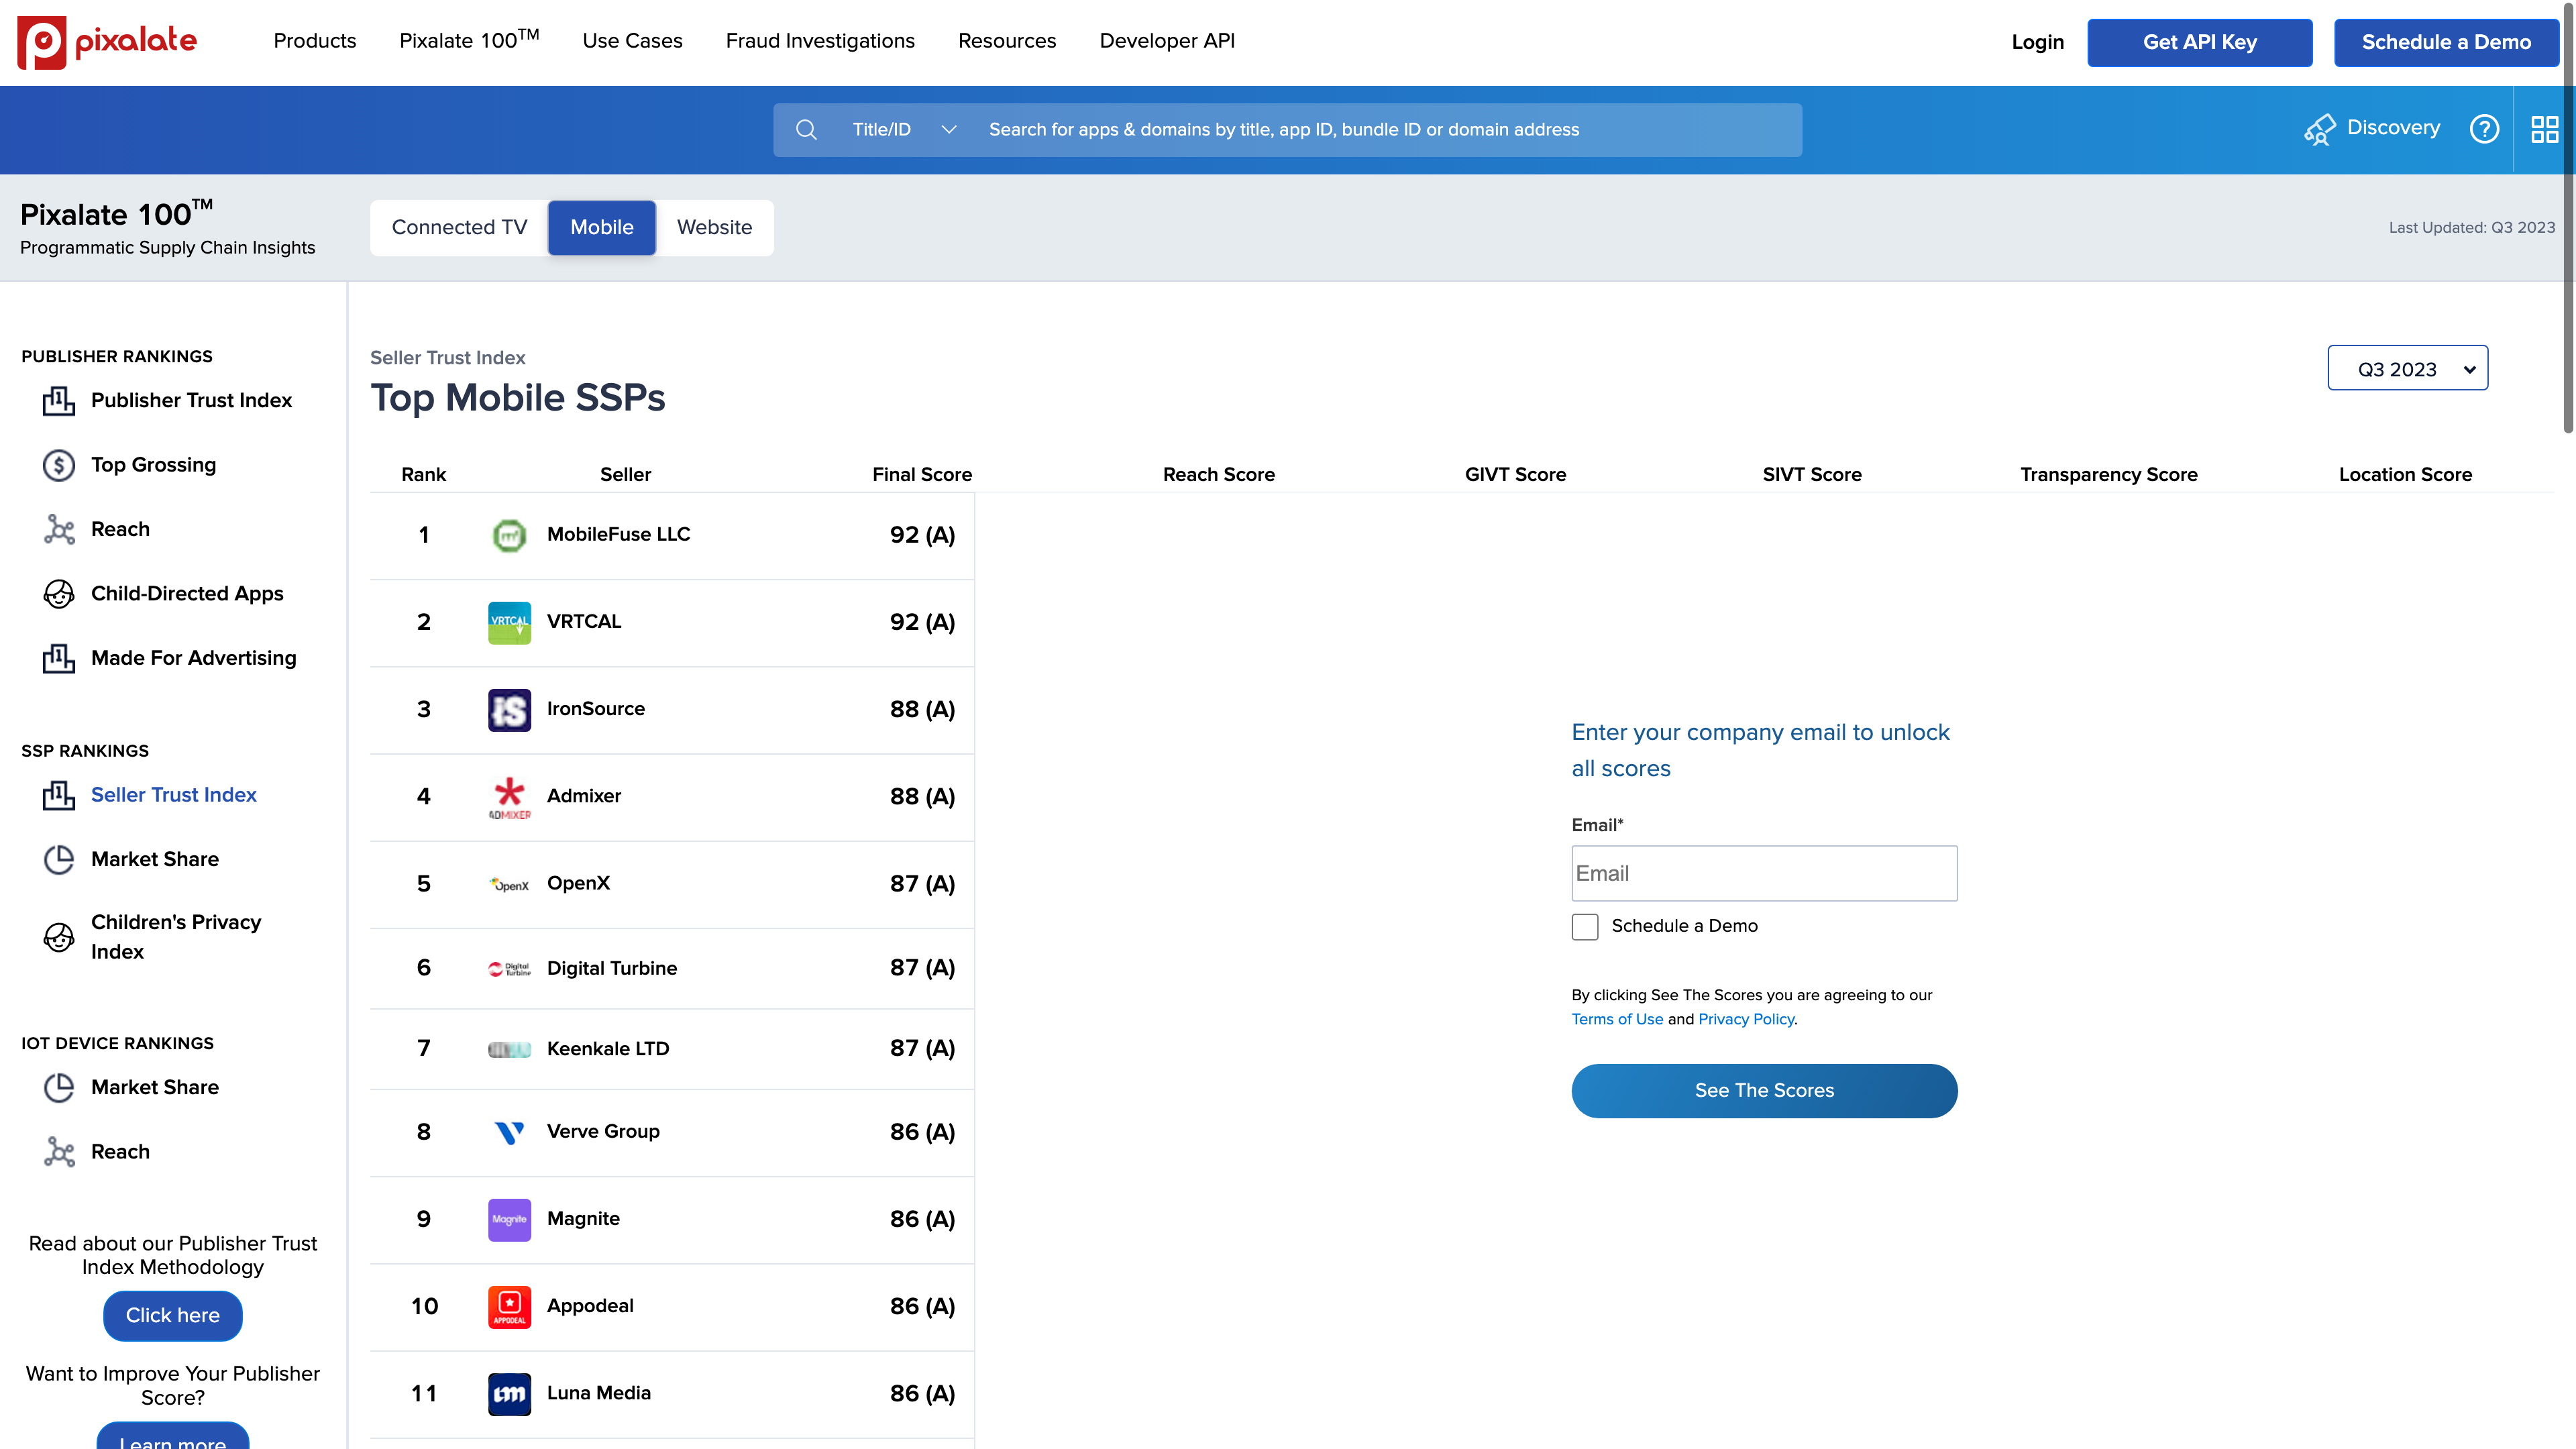 pixalate
Products
Pixalate 100™
Use Cases
Fraud Investigations
Resources
Developer API
Login
Get API Key
Schedule a Demo
Title/ID
Search for apps & domains by title, app ID, bundle ID or domain address
Discovery
?
Pixalate 100™
Programmatic Supply Chain Insights
Connected TV
Mobile
Website
Last Updated: Q3 2023
PUBLISHER RANKINGS
Publisher Trust Index
Top Grossing
Reach
Child-Directed Apps
Made For Advertising
SSP RANKINGS
Seller Trust Index
Market Share
Children's Privacy
Index
IOT DEVICE RANKINGS
Market Share
Reach
Read about our Publisher Trust
Index Methodology
Click here
Want to Improve Your Publisher
Score?
Learn more
Seller Trust Index
Top Mobile SSPs
Q3 2023
Rank Seller Final Score Reach Score GIVT Score SIVT Score Transparency Score Location Score
1 MobileFuse LLC 92 (A)
2 VRTCAL VRTCAL 92 (A)
3 iS IronSource 88 (A)
4 ADMIXER Admixer 88 (A)
5 OpenX OpenX 87 (A)
6 Digital Turbine Digital Turbine 87 (A)
7 Keenkale LTD 87 (A)
8 Verve Group 86 (A)
9 Magnite Magnite 86 (A)
10 APPODEAL Appodeal 86 (A)
11 lm Luna Media 86 (A)
Enter your company email to unlock
all scores
Email*
Email
Schedule a Demo
By clicking See The Scores you are agreeing to our
Terms of Use and Privacy Policy.
See The Scores